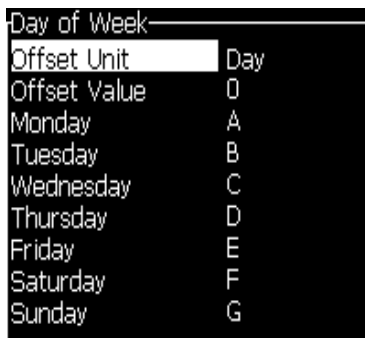 Day of Week
Offset Unit Day
Offset Value 0
Monday A
Tuesday B
Wednesday C
Thursday D
Friday E
Saturday F
Sunday G